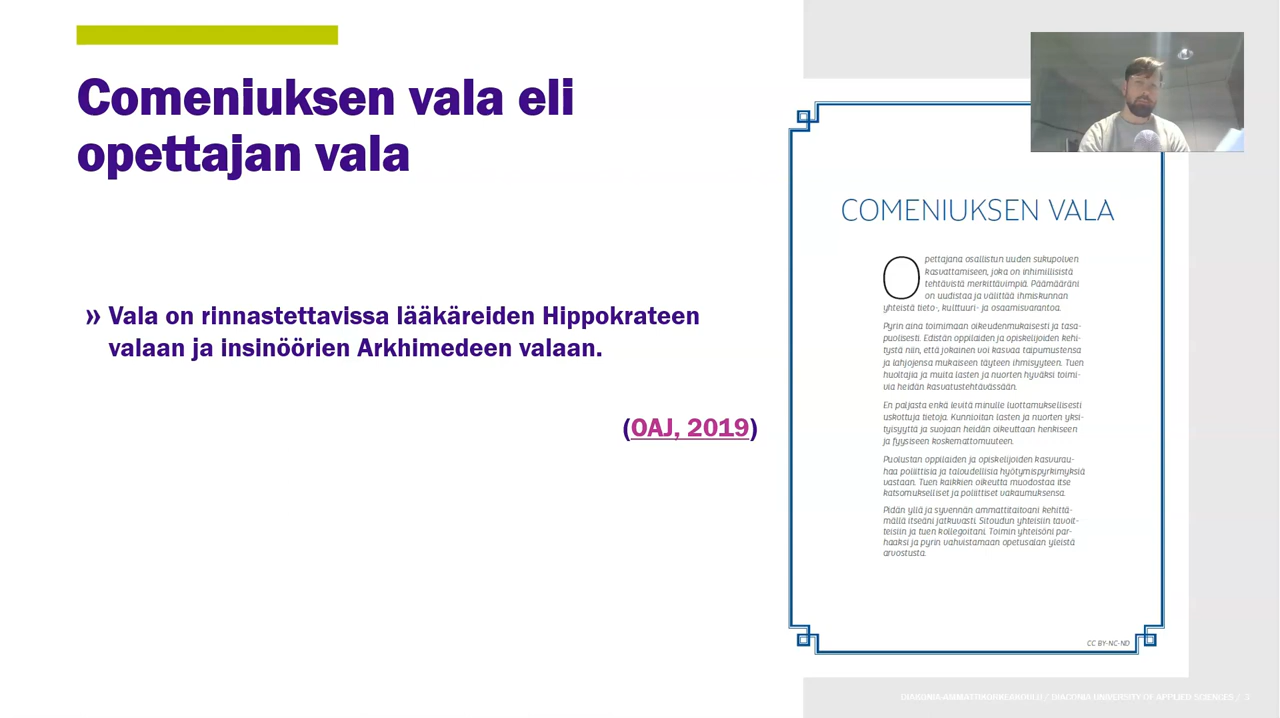 Comeniuksen vala eli
opettajan vala
» Vala on rinnastettavissa lääkäreiden Hippokrateen
valaan ja insinöörien Arkhimedeen valaan.
(OAJ, 2019)
COMENIUKSEN VALA
Opettajana osallistun uuden sukupolven
kasvattamiseen, joka on inhimillisistä
tehtävistä merkittävimpiä. Päämääräni
on uudistaa ja välittää ihmiskunnan
yhteistä tieto-, kulttuuri- ja osaamisvarantoa.
Pyrin aina toimimaan oikeudenmukaisesti ja tasa-
puolisesti. Edistän oppilaiden ja opiskelijoiden kehi-
tystä niin, että jokainen voi kasvaa taipumustensa
ja lahjojensa mukaiseen täyteen ihmisyyteen. Tuen
huoltajia ja muita lasten ja nuorten hyväksi toimi-
via heidän kasvatustehtävässään.
En paljasta enkä levitä minulle luottamuksellisesti
uskottuja tietoja. Kunnioitan lasten ja nuorten yksi-
tyisyyttä ja suojaan heidän oikeuttaan henkiseen
ja fyysiseen koskemattomuuteen.
Puolustan oppilaiden ja opiskelijoiden kasvurau-
haa poliittisia ja taloudellisia hyötymispyrkimyksiä
vastaan. Tuen kaikkien oikeutta muodostaa itse
katsomukselliset ja poliittiset vakaumuksensa.
Pidän yllä ja syvennän ammattitaitoani kehittä-
mällä itseäni jatkuvasti. Sitoudun yhteisiin tavoit-
teisiin ja tuen kollegoitani. Toimin yhteisöni par-
haaksi ja pyrin vahvistamaan opetusalan yleistä
arvostusta.
CC BY-NC-ND
DIAKONIA-AMMATTIKORKEAKOULU / DIACONIA UNIVERSITY OF APPLIED SCIENCES / 3